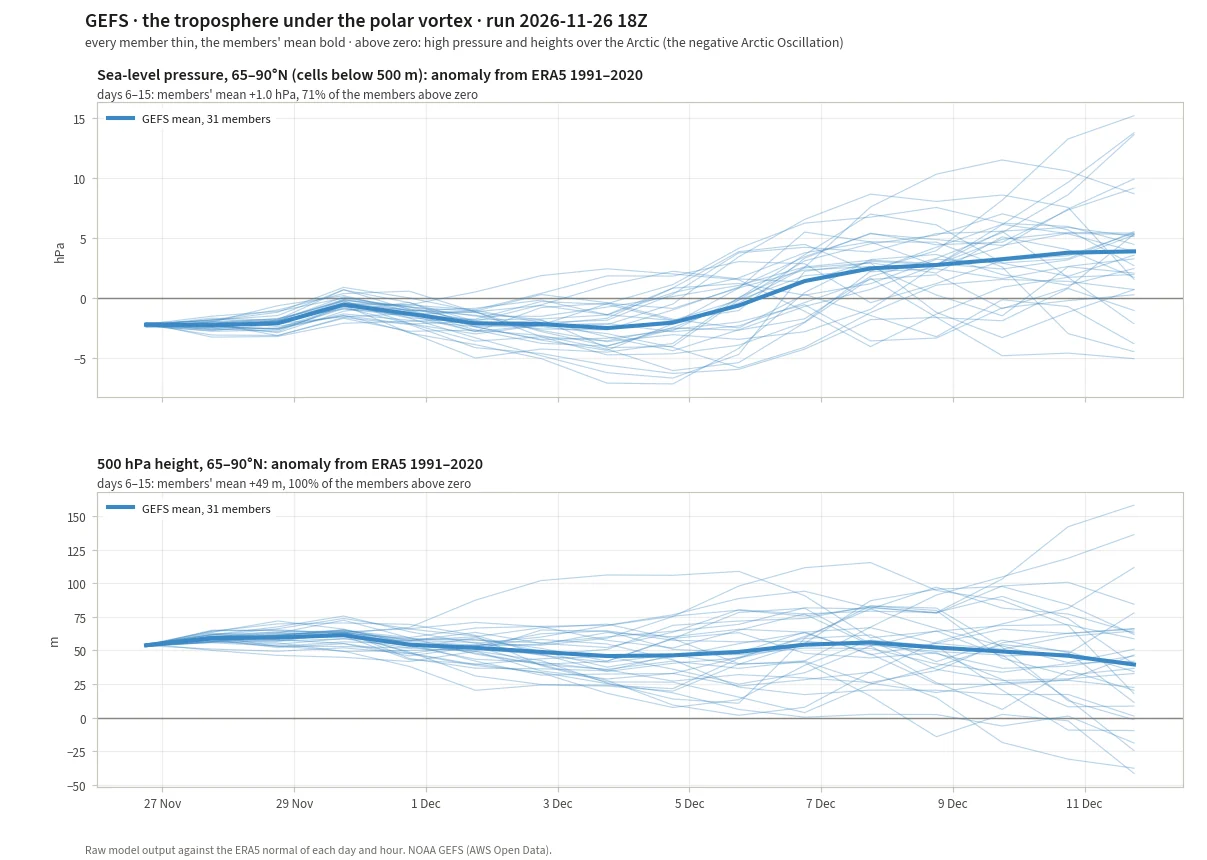 GEFS · the troposphere under the polar vortex · run 2026-11-26 18Z
every member thin, the members' mean bold · above zero: high pressure and heights over the Arctic (the negative Arctic Oscillation)
Sea-level pressure, 65–90°N (cells below 500 m): anomaly from ERA5 1991–2020
days 6–15: members' mean +1.0 hPa, 71% of the members above zero
GEFS mean, 31 members
15
10
5
0
−5
hPa
500 hPa height, 65–90°N: anomaly from ERA5 1991–2020
days 6–15: members' mean +49 m, 100% of the members above zero
GEFS mean, 31 members
150
125
100
75
50
25
0
−25
−50
m
27 Nov 29 Nov 1 Dec 3 Dec 5 Dec 7 Dec 9 Dec 11 Dec
Raw model output against the ERA5 normal of each day and hour. NOAA GEFS (AWS Open Data).